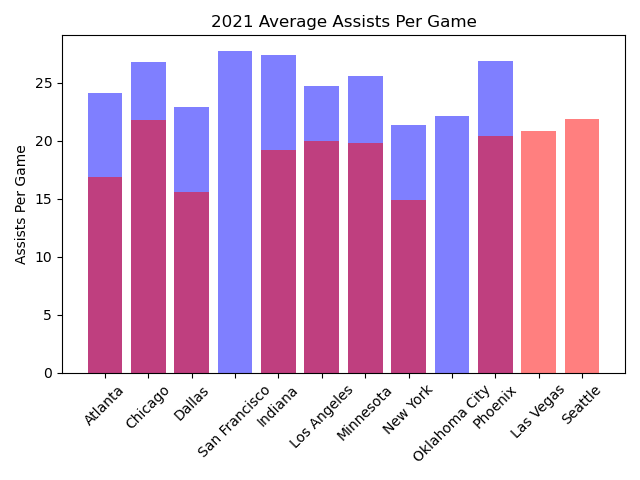 2021 Average Assists Per Game
Assists Per Game
25
20
15
10
5
0
Atlanta
Chicago
Dallas
San Francisco
Indiana
Los Angeles
Minnesota
New York
Oklahoma City
Phoenix
Las Vegas
Seattle